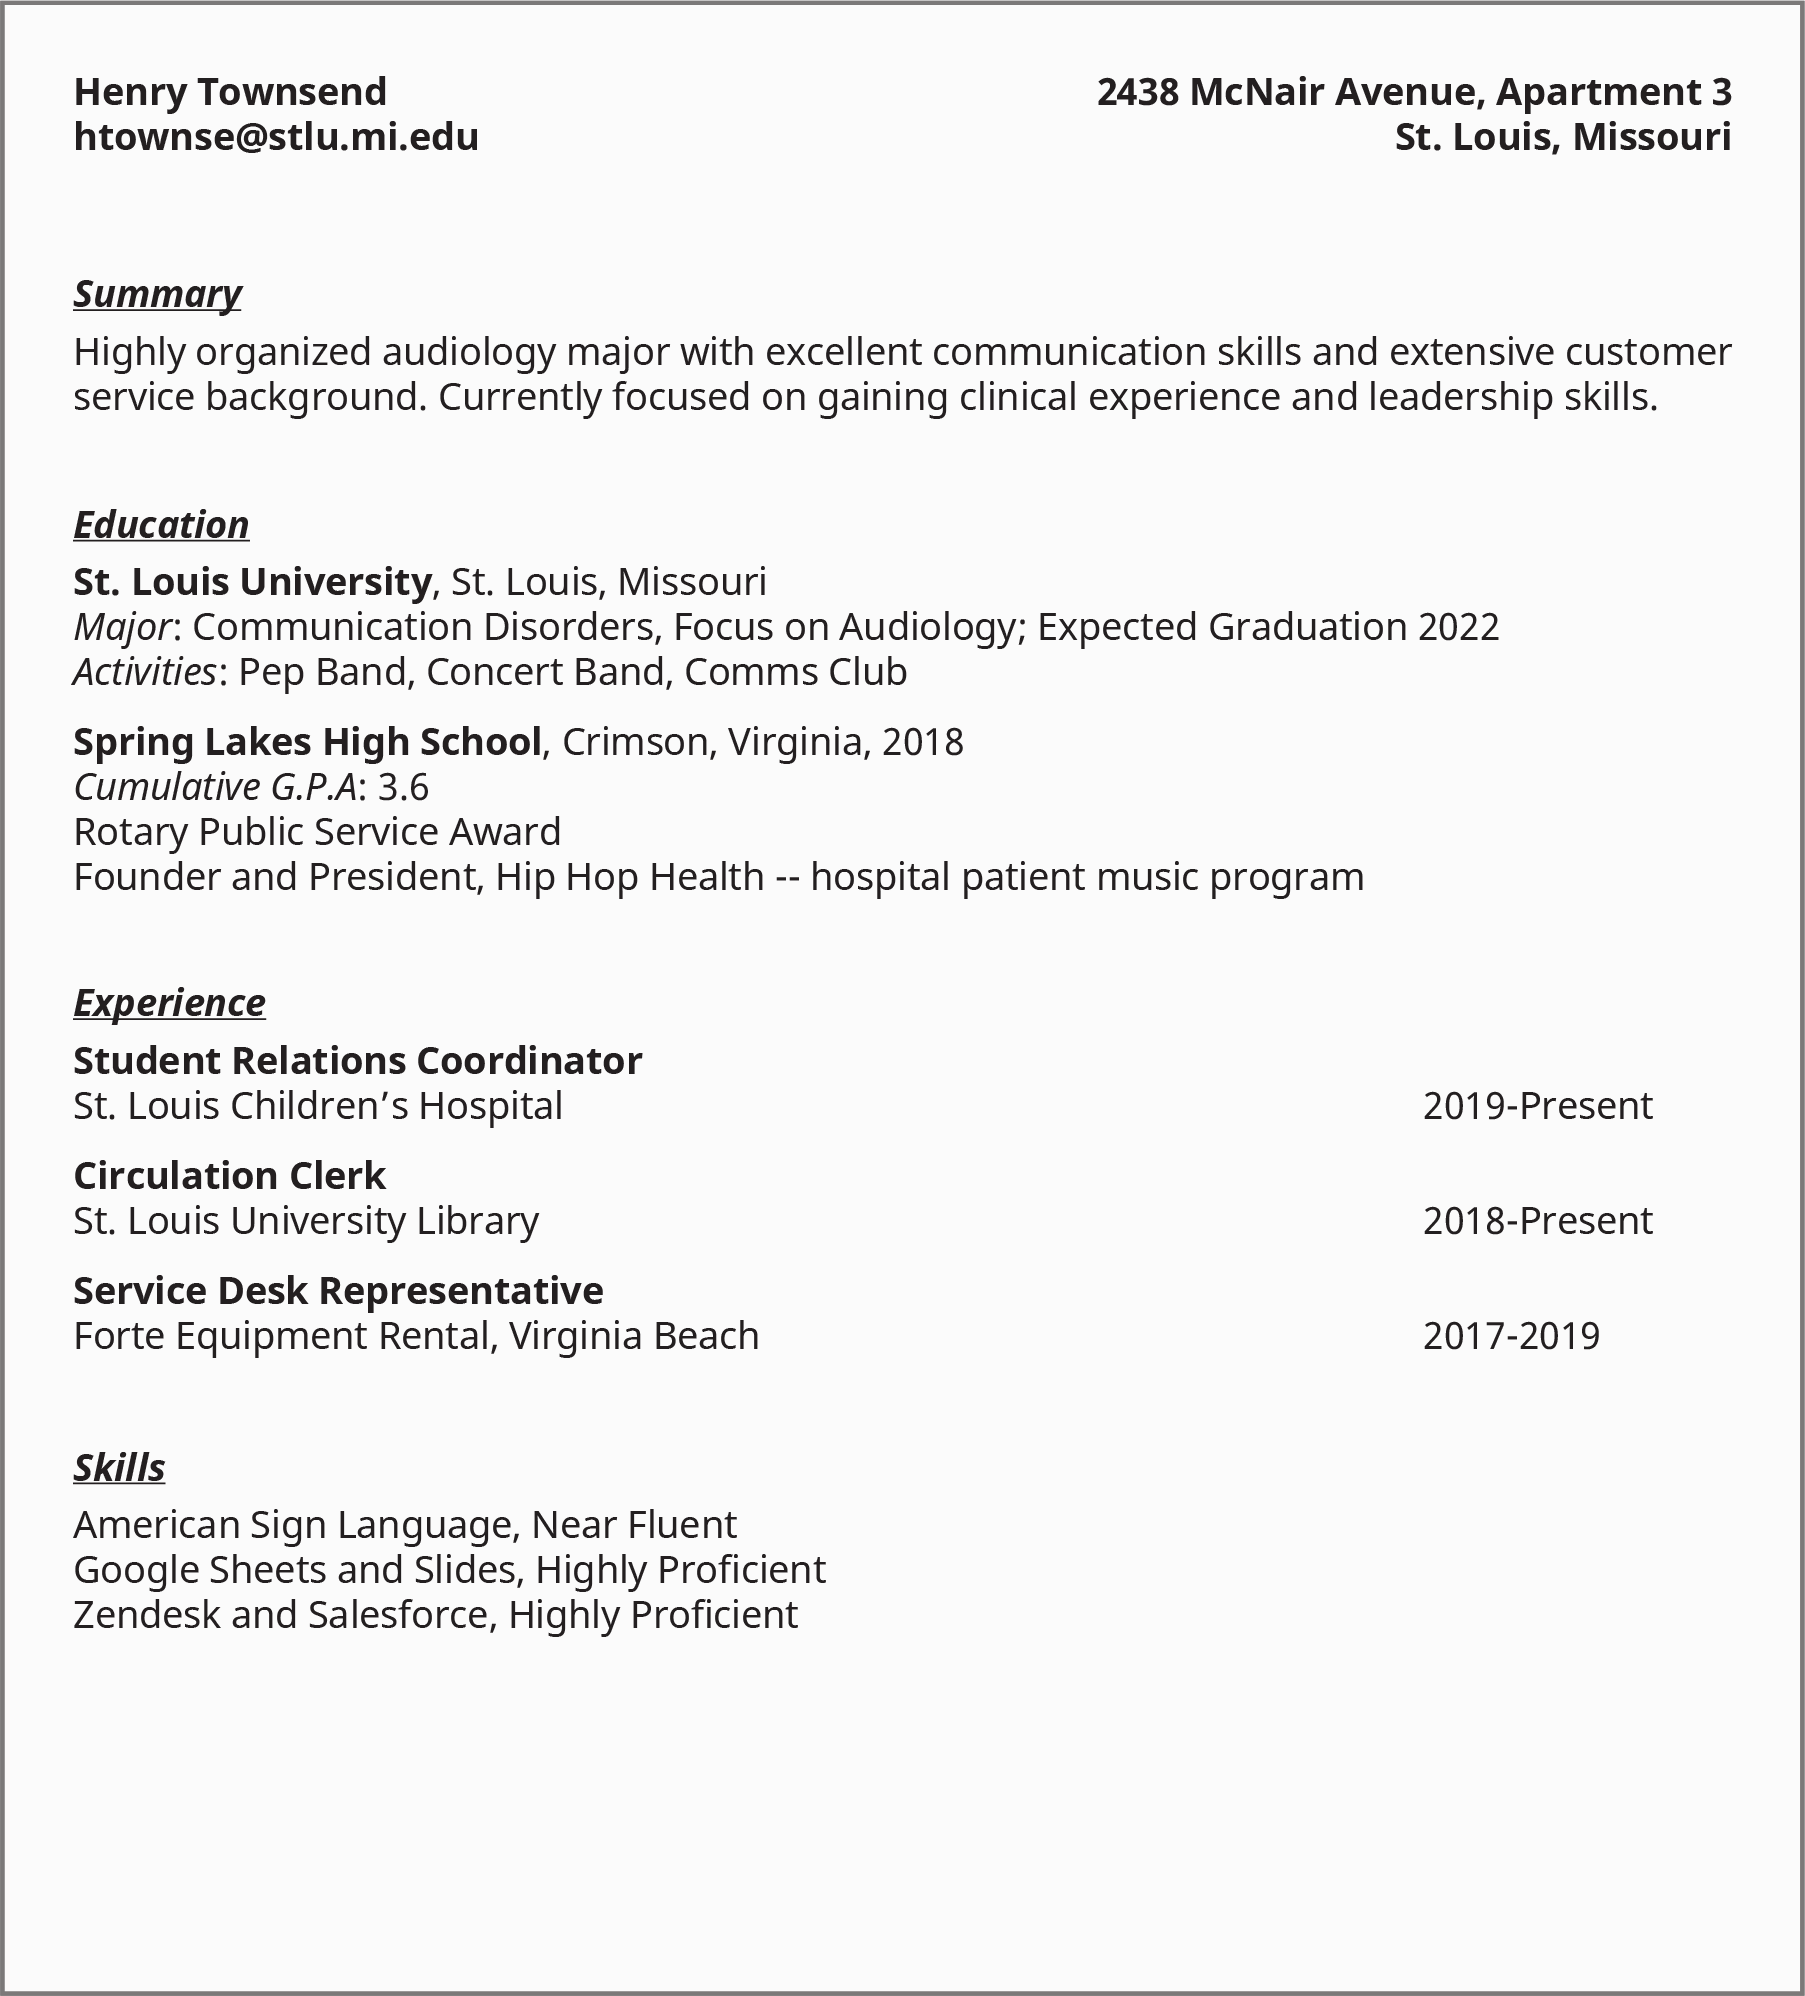 Henry Townsend
2438 McNair Avenue, Apartment 3
htownse@stlu.mi.edu
St. Louis, Missouri
Summary
Highly organized audiology major with excellent communication skills and extensive customer
service background. Currently focused on gaining clinical experience and leadership skills.
Education
St. Louis University, St. Louis, Missouri
Major: Communication Disorders, Focus on Audiology; Expected Graduation 2022
Activities: Pep Band, Concert Band, Comms Club
Spring Lakes High School, Crimson, Virginia, 2018
Cumulative G.P.A: 3.6
Rotary Public Service Award
Founder and President, Hip Hop Health -- hospital patient music program
Experience
Student Relations Coordinator
St. Louis Children’s Hospital 2019-Present
Circulation Clerk
St. Louis University Library 2018-Present
Service Desk Representative
Forte Equipment Rental, Virginia Beach 2017-2019
Skills
American Sign Language, Near Fluent
Google Sheets and Slides, Highly Proficient
Zendesk and Salesforce, Highly Proficient